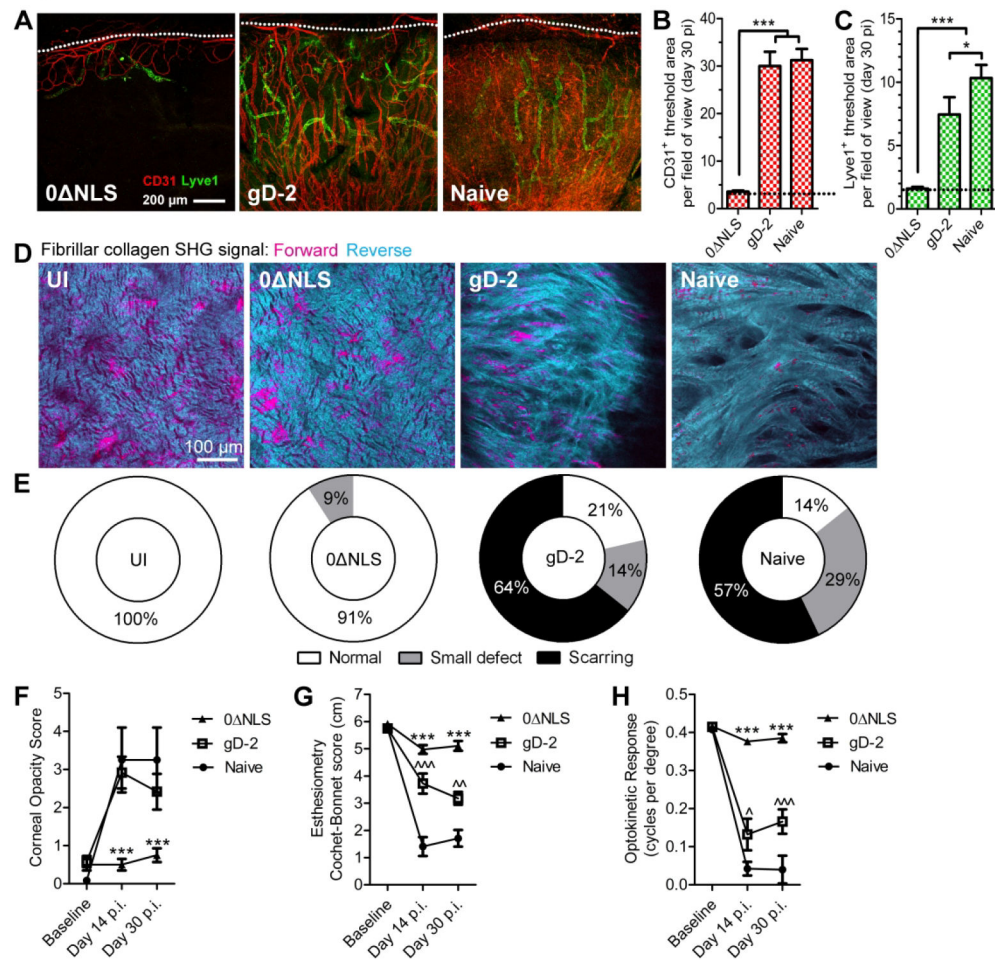 A
0ΔNLS
CD31 Lyve1
200 µm
gD-2
Naive
B
CD31+ threshold area
per field of view (day 30 pi)
40
30
20
10
0
***
0ΔNLS
gD-2
Naive
C
Lyve1+ threshold area
per field of view (day 30 pi)
15
10
5
0
***
*
0ΔNLS
gD-2
Naive
D Fibrillar collagen SHG signal: Forward Reverse
UI
100 µm
0ΔNLS
gD-2
Naive
E
UI
100%
9%
0ΔNLS
91%
21%
gD-2
14%
64%
14%
Naive
29%
57%
Normal Small defect Scarring
F
Corneal Opacity Score
5
4
3
2
1
0
*** ***
0ΔNLS
gD-2
Naive
Baseline
Day 14 p.i.
Day 30 p.i.
G
Esthesiometry
Cochet-Bonnet score (cm)
7
6
5
4
3
2
1
0
*** ***
^^^ ^^
0ΔNLS
gD-2
Naive
Baseline
Day 14 p.i.
Day 30 p.i.
H
Optokinetic Response
(cycles per degree)
0.5
0.4
0.3
0.2
0.1
0.0
*** ***
^ ^^^
0ΔNLS
gD-2
Naive
Baseline
Day 14 p.i.
Day 30 p.i.